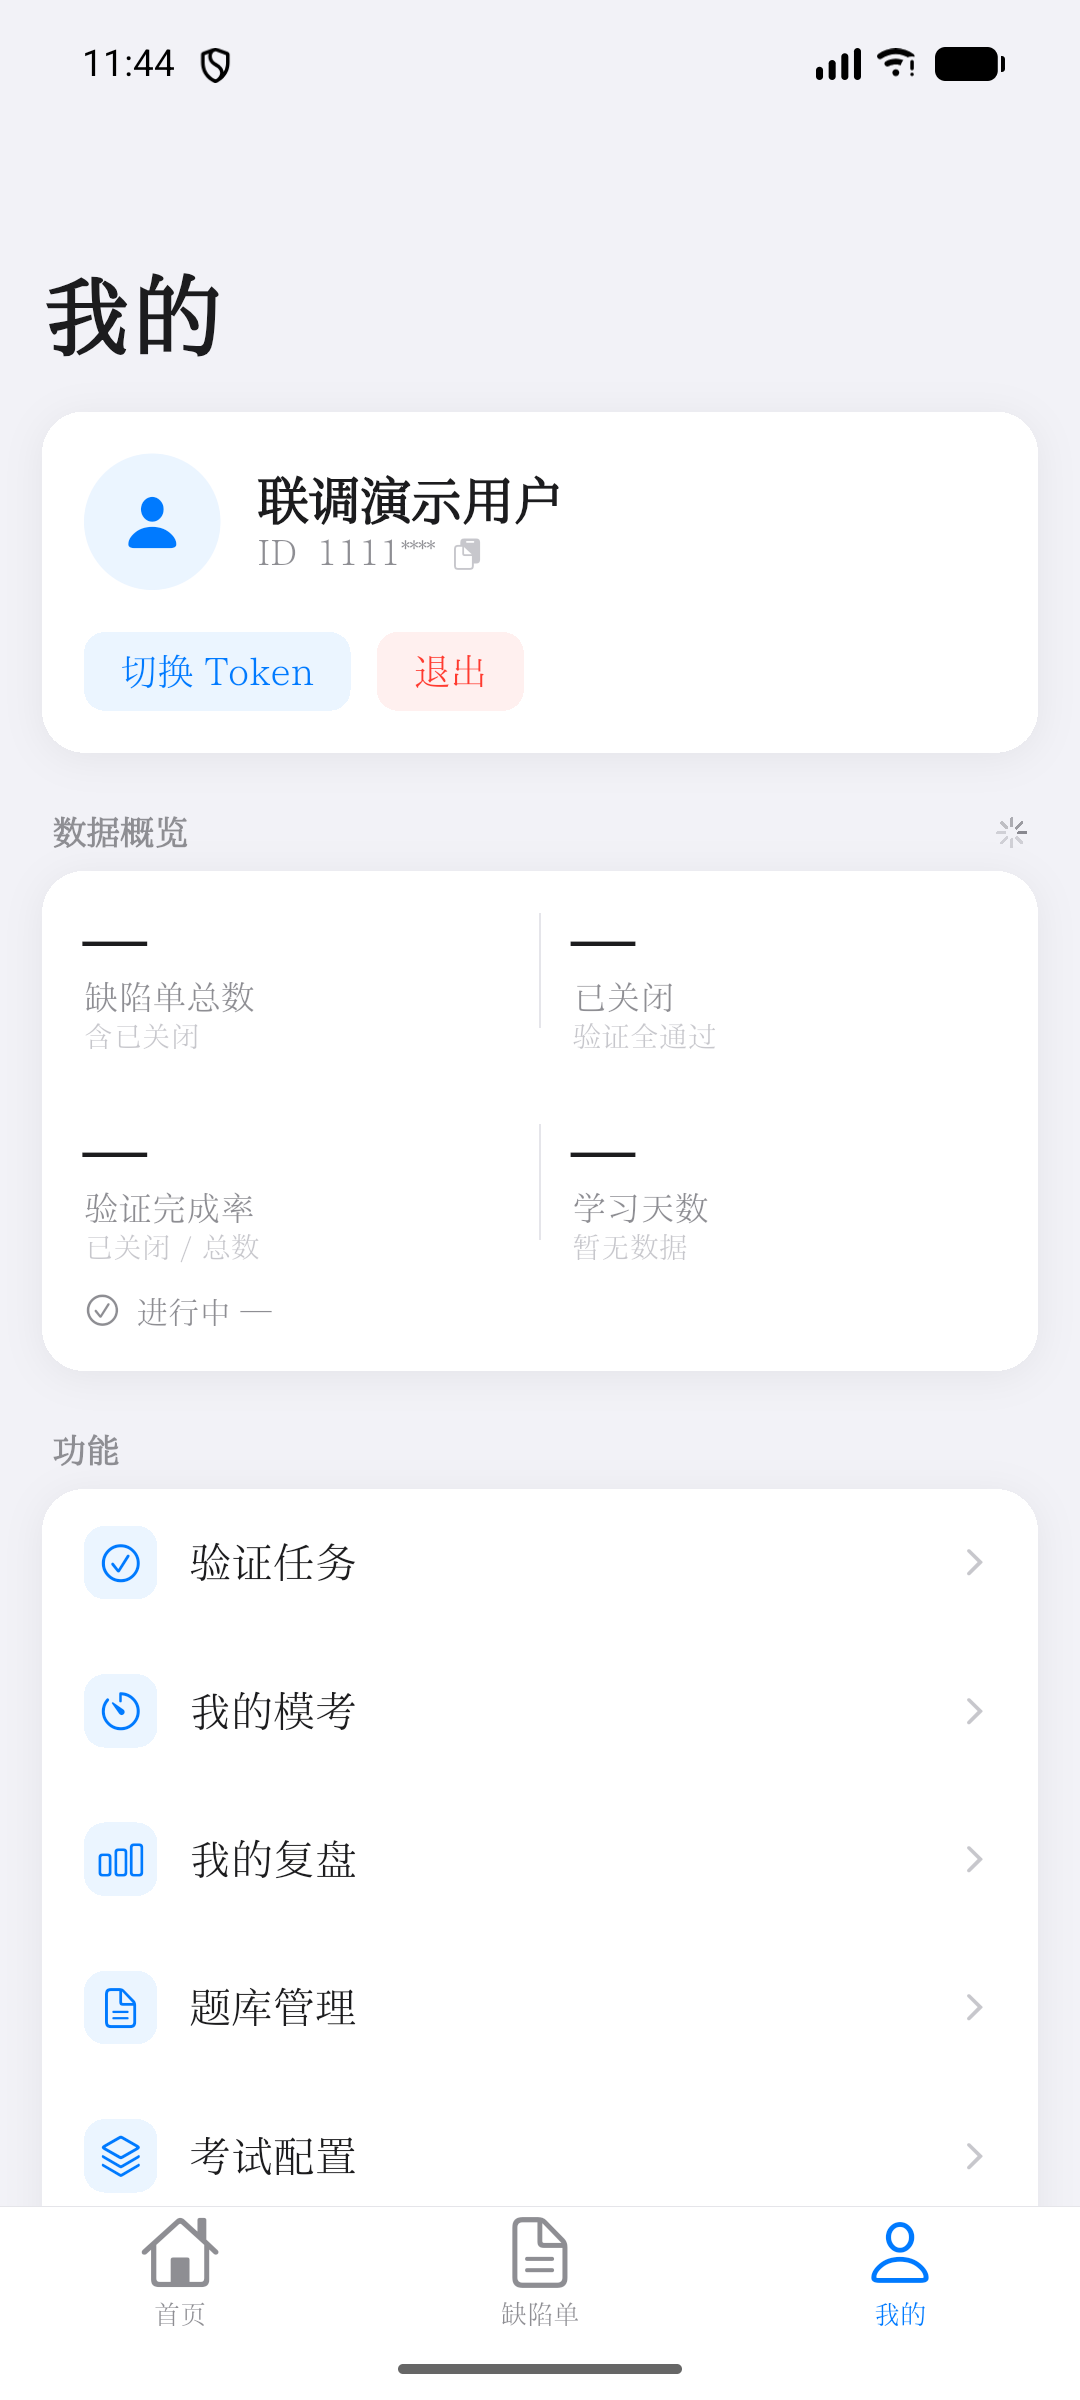 11:44
我的
联调演示用户
ID 1111****
切换 Token
退出
数据概览
—
缺陷单总数
含已关闭
—
已关闭
验证全通过
—
验证完成率
已关闭 / 总数
—
学习天数
暂无数据
进行中 —
功能
验证任务
我的模考
我的复盘
题库管理
考试配置
首页
缺陷单
我的